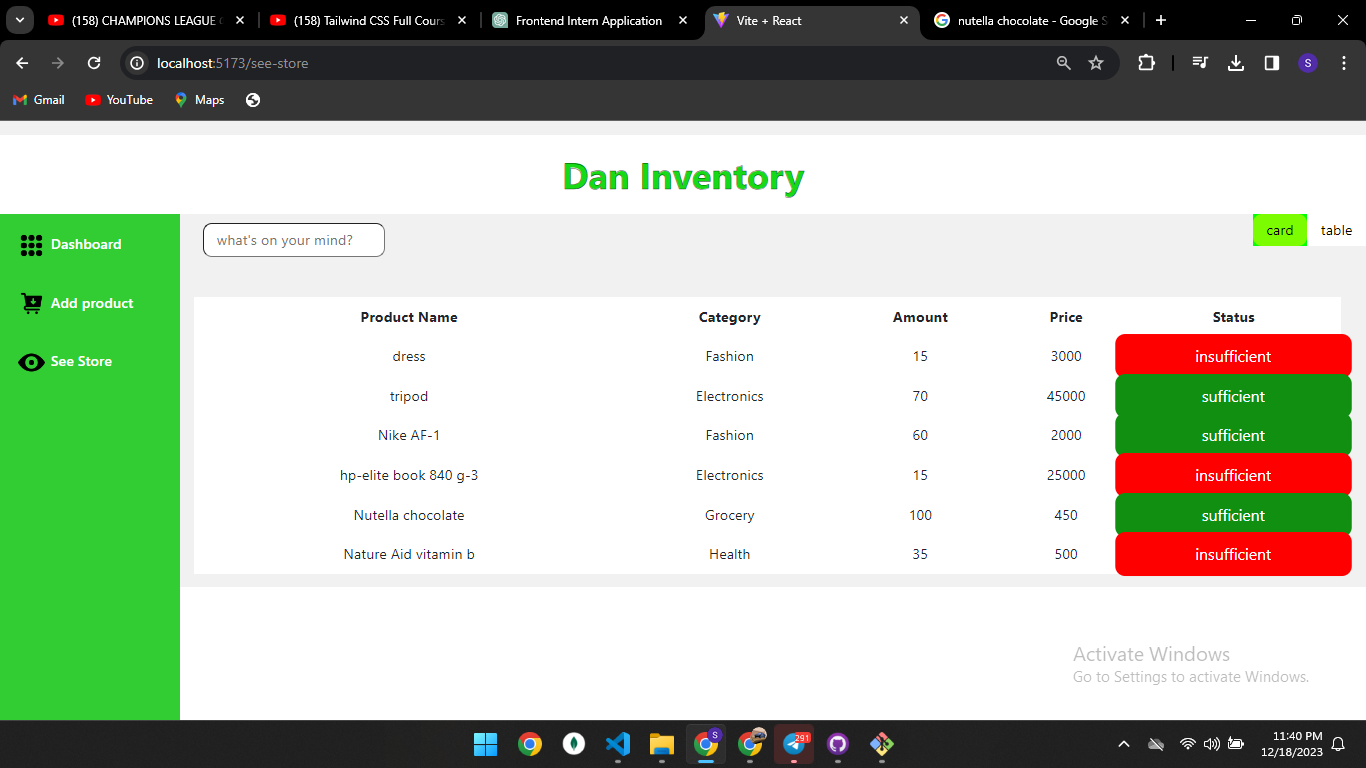 (158) CHAMPIONS LEAGUE
(158) Tailwind CSS Full Cours
Frontend Intern Application
Vite + React
nutella chocolate - Google S
localhost:5173/see-store
Gmail
YouTube
Maps
Dan Inventory
Dashboard
Add product
See Store
what's on your mind?
card
table
Product Name Category Amount Price Status
dress Fashion 15 3000 insufficient
tripod Electronics 70 45000 sufficient
Nike AF-1 Fashion 60 2000 sufficient
hp-elite book 840 g-3 Electronics 15 25000 insufficient
Nutella chocolate Grocery 100 450 sufficient
Nature Aid vitamin b Health 35 500 insufficient
Activate Windows
Go to Settings to activate Windows.
S
S
291
11:40 PM
12/18/2023